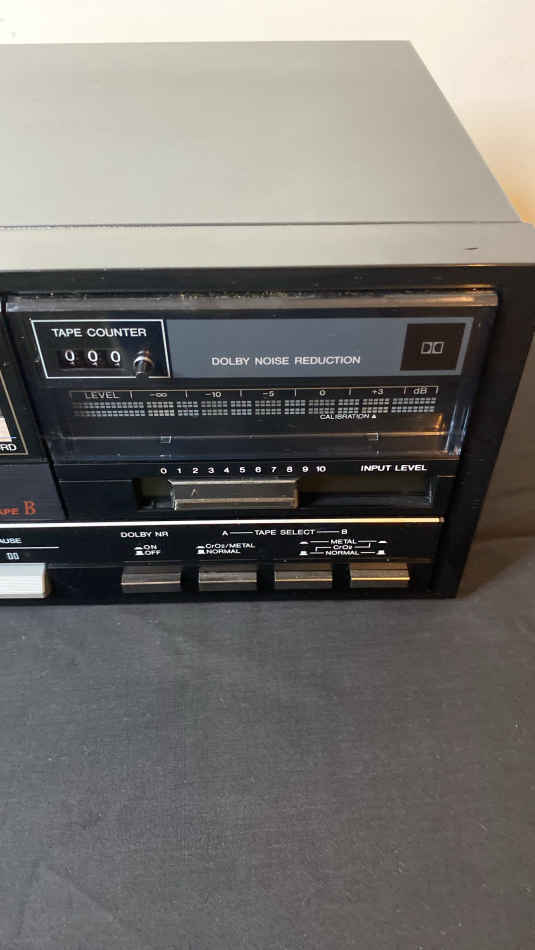 TAPE COUNTER
0 0 0
DOLBY NOISE REDUCTION
LEVEL -∞ -10 -5 0 +3 dB
CALIBRATION ▲
RD
0 1 2 3 4 5 6 7 8 9 10 INPUT LEVEL
APE B
AUSE
DOLBY NR
ON
OFF
A TAPE SELECT B
CrO2/METAL
NORMAL
METAL
CrO2
NORMAL